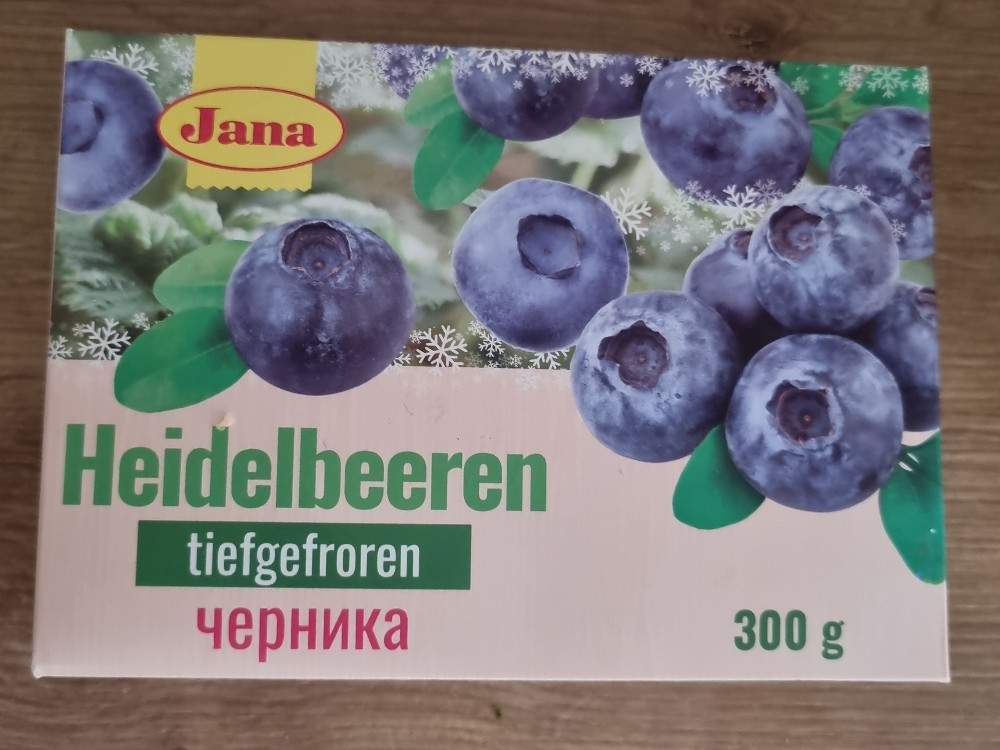 Jana
Heidelbeeren
tiefgefroren
черника
300 g